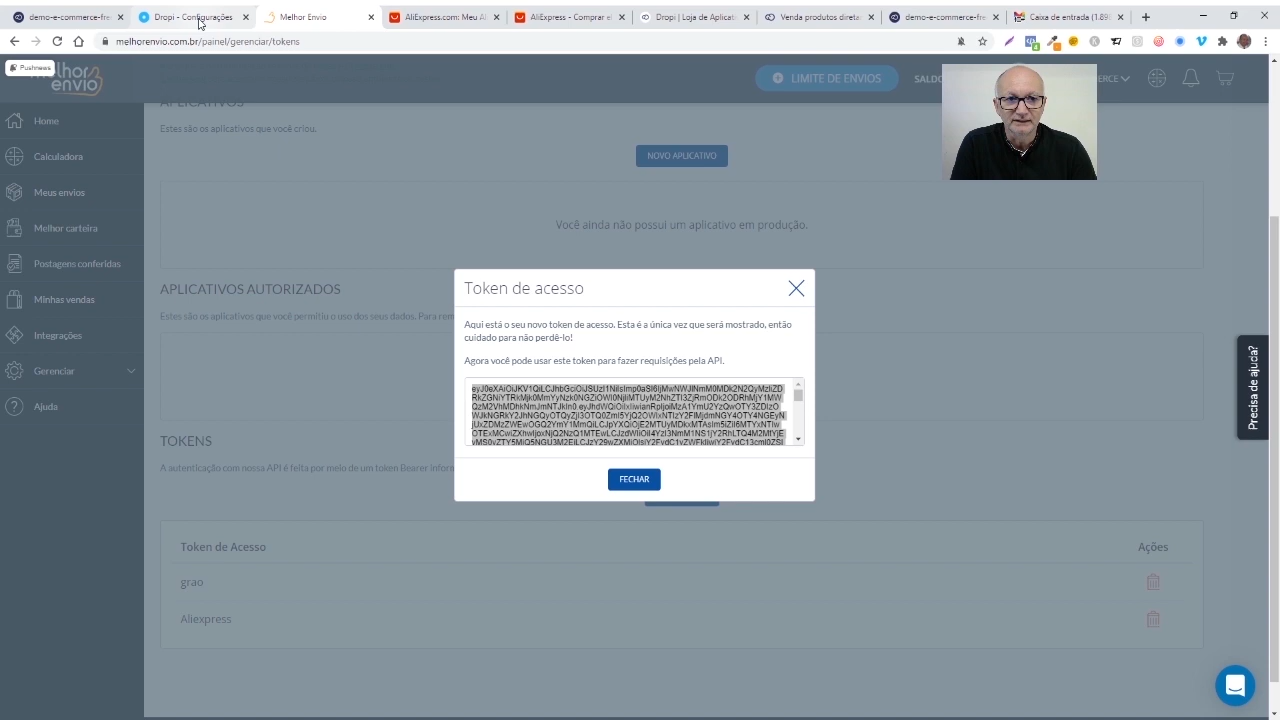 demo-e-commerce-fre
Dropi - Configurações
Melhor Envio
AliExpress.com: Meu Al
AliExpress - Comprar el
Dropi | Loja de Aplicat
Venda produtos diretar
demo-e-commerce-fre
Caixa de entrada (1.89
melhorenvio.com.br/painel/gerenciar/tokens
Pushnews
melhor envio
LIMITE DE ENVIOS
SALDO
ERCE
Home
Calculadora
Meus envios
Melhor carteira
Postagens conferidas
Minhas vendas
Integrações
Gerenciar
Ajuda
APLICATIVOS
Estes são os aplicativos que você criou.
NOVO APLICATIVO
Você ainda não possui um aplicativo em produção.
APLICATIVOS AUTORIZADOS
Estes são os aplicativos que você permitiu o uso dos seus dados. Para rem
Token de acesso
Aqui está o seu novo token de acesso. Esta é a única vez que será mostrado, então
cuidado para não perdê-lo!
Agora você pode usar este token para fazer requisições pela API.
FECHAR
TOKENS
A autenticação com nossa API é feita por meio de um token Bearer inform
Token de Acesso
Ações
grao
Aliexpress
Precisa de ajuda?